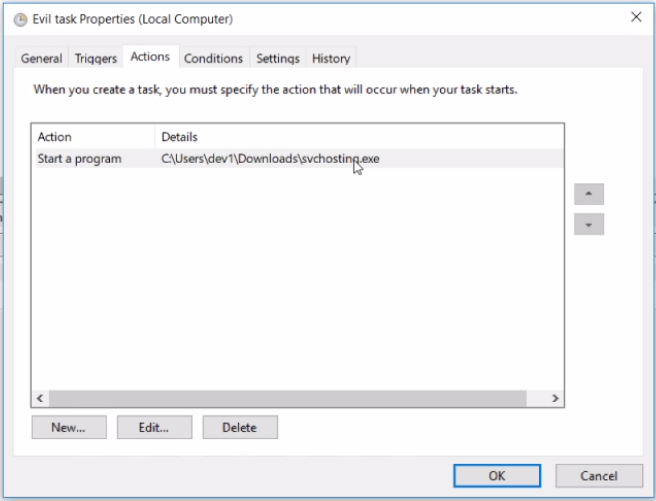 Evil task Properties (Local Computer)
General Triggers Actions Conditions Settings History
When you create a task, you must specify the action that will occur when your task starts.
Action Details
Start a program C:\Users\dev1\Downloads\svchosting.exe
New... Edit... Delete
OK Cancel